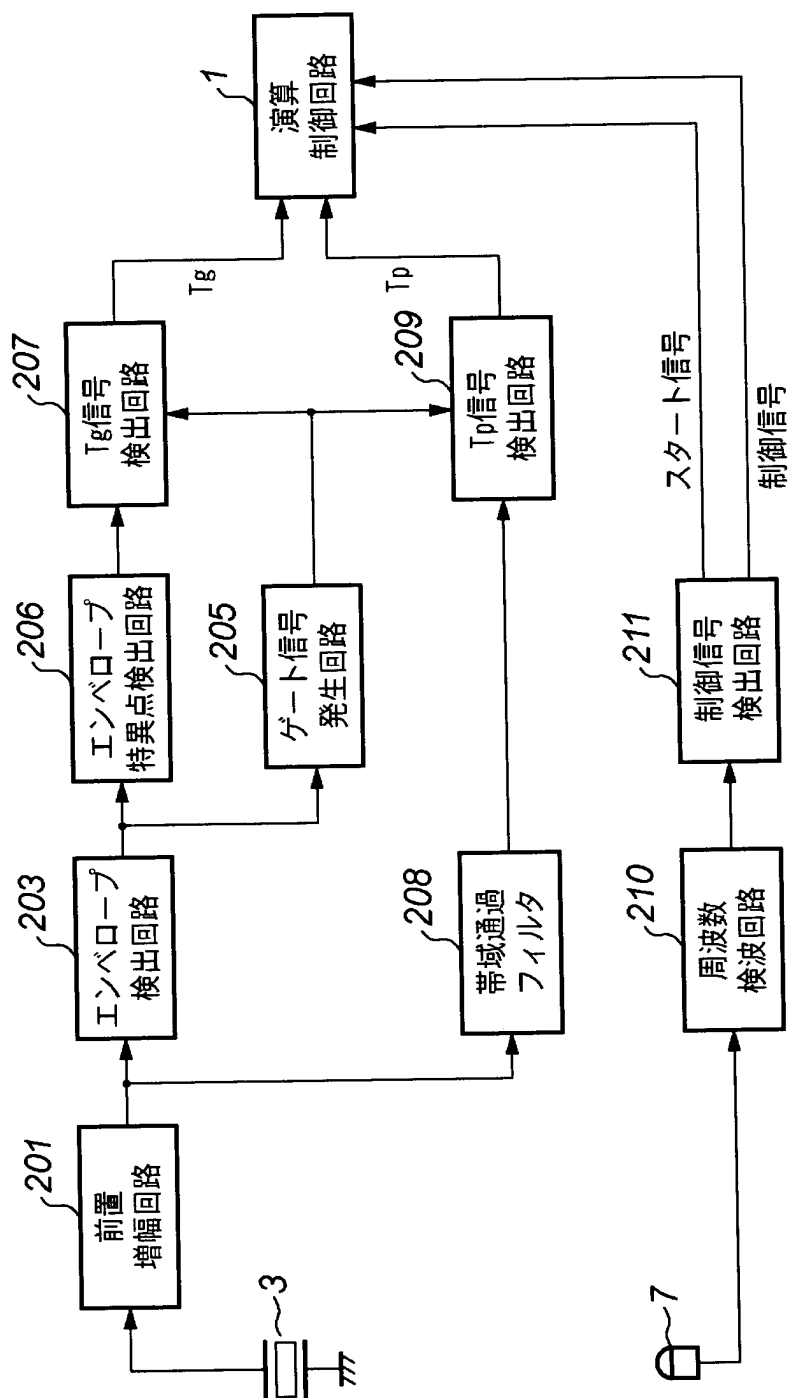 3
201
前置
増幅回路
203
エンベロープ
検出回路
206
エンベロープ
特異点検出回路
207
Tg信号
検出回路
Tg
1
演算
制御回路
205
ゲート信号
発生回路
208
帯域通過
フィルタ
209
Tp信号
検出回路
Tp
7
210
周波数
検波回路
211
制御信号
検出回路
スタート信号
制御信号